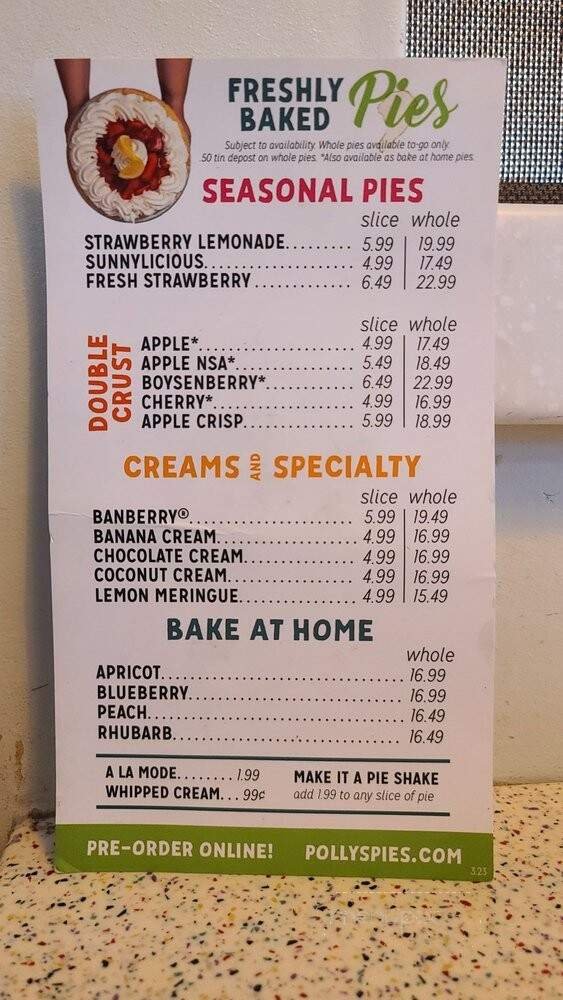 FRESHLY BAKED Pies
Subject to availability. Whole pies available to-go only.
.50 tin depost on whole pies. *Also available as bake at home pies.
SEASONAL PIES
slice whole
STRAWBERRY LEMONADE......... 5.99 | 19.99
SUNNYLICIOUS..................... 4.99 | 17.49
FRESH STRAWBERRY ............. 6.49 | 22.99
DOUBLE CRUST
slice whole
APPLE*....................... 4.99 | 17.49
APPLE NSA*.................. 5.49 | 18.49
BOYSENBERRY*.............. 6.49 | 22.99
CHERRY*..................... 4.99 | 16.99
APPLE CRISP................. 5.99 | 18.99
CREAMS AND SPECIALTY
slice whole
BANBERRY®....................... 5.99 | 19.49
BANANA CREAM................... 4.99 | 16.99
CHOCOLATE CREAM............... 4.99 | 16.99
COCONUT CREAM................. 4.99 | 16.99
LEMON MERINGUE................ 4.99 | 15.49
BAKE AT HOME
whole
APRICOT.................................. 16.99
BLUEBERRY.............................. 16.99
PEACH.................................... 16.49
RHUBARB................................ 16.49
A LA MODE........ 1.99
WHIPPED CREAM... 99¢
MAKE IT A PIE SHAKE
add 1.99 to any slice of pie
PRE-ORDER ONLINE! POLLYSPIES.COM
3.23